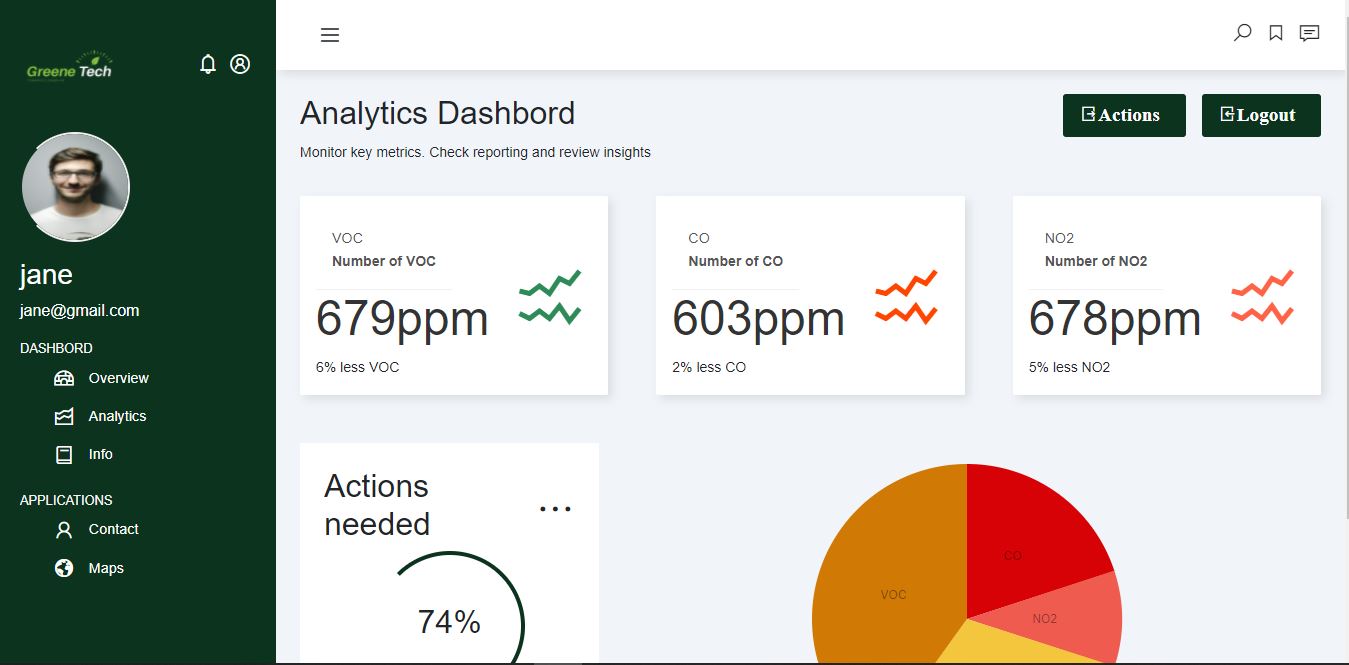 Greene Tech
jane
jane@gmail.com
DASHBORD
Overview
Analytics
Info
APPLICATIONS
Contact
Maps
Analytics Dashbord
Monitor key metrics. Check reporting and review insights
Actions
Logout
VOC
Number of VOC
679ppm
6% less VOC
CO
Number of CO
603ppm
2% less CO
NO2
Number of NO2
678ppm
5% less NO2
Actions
needed
74%
CO
VOC
NO2